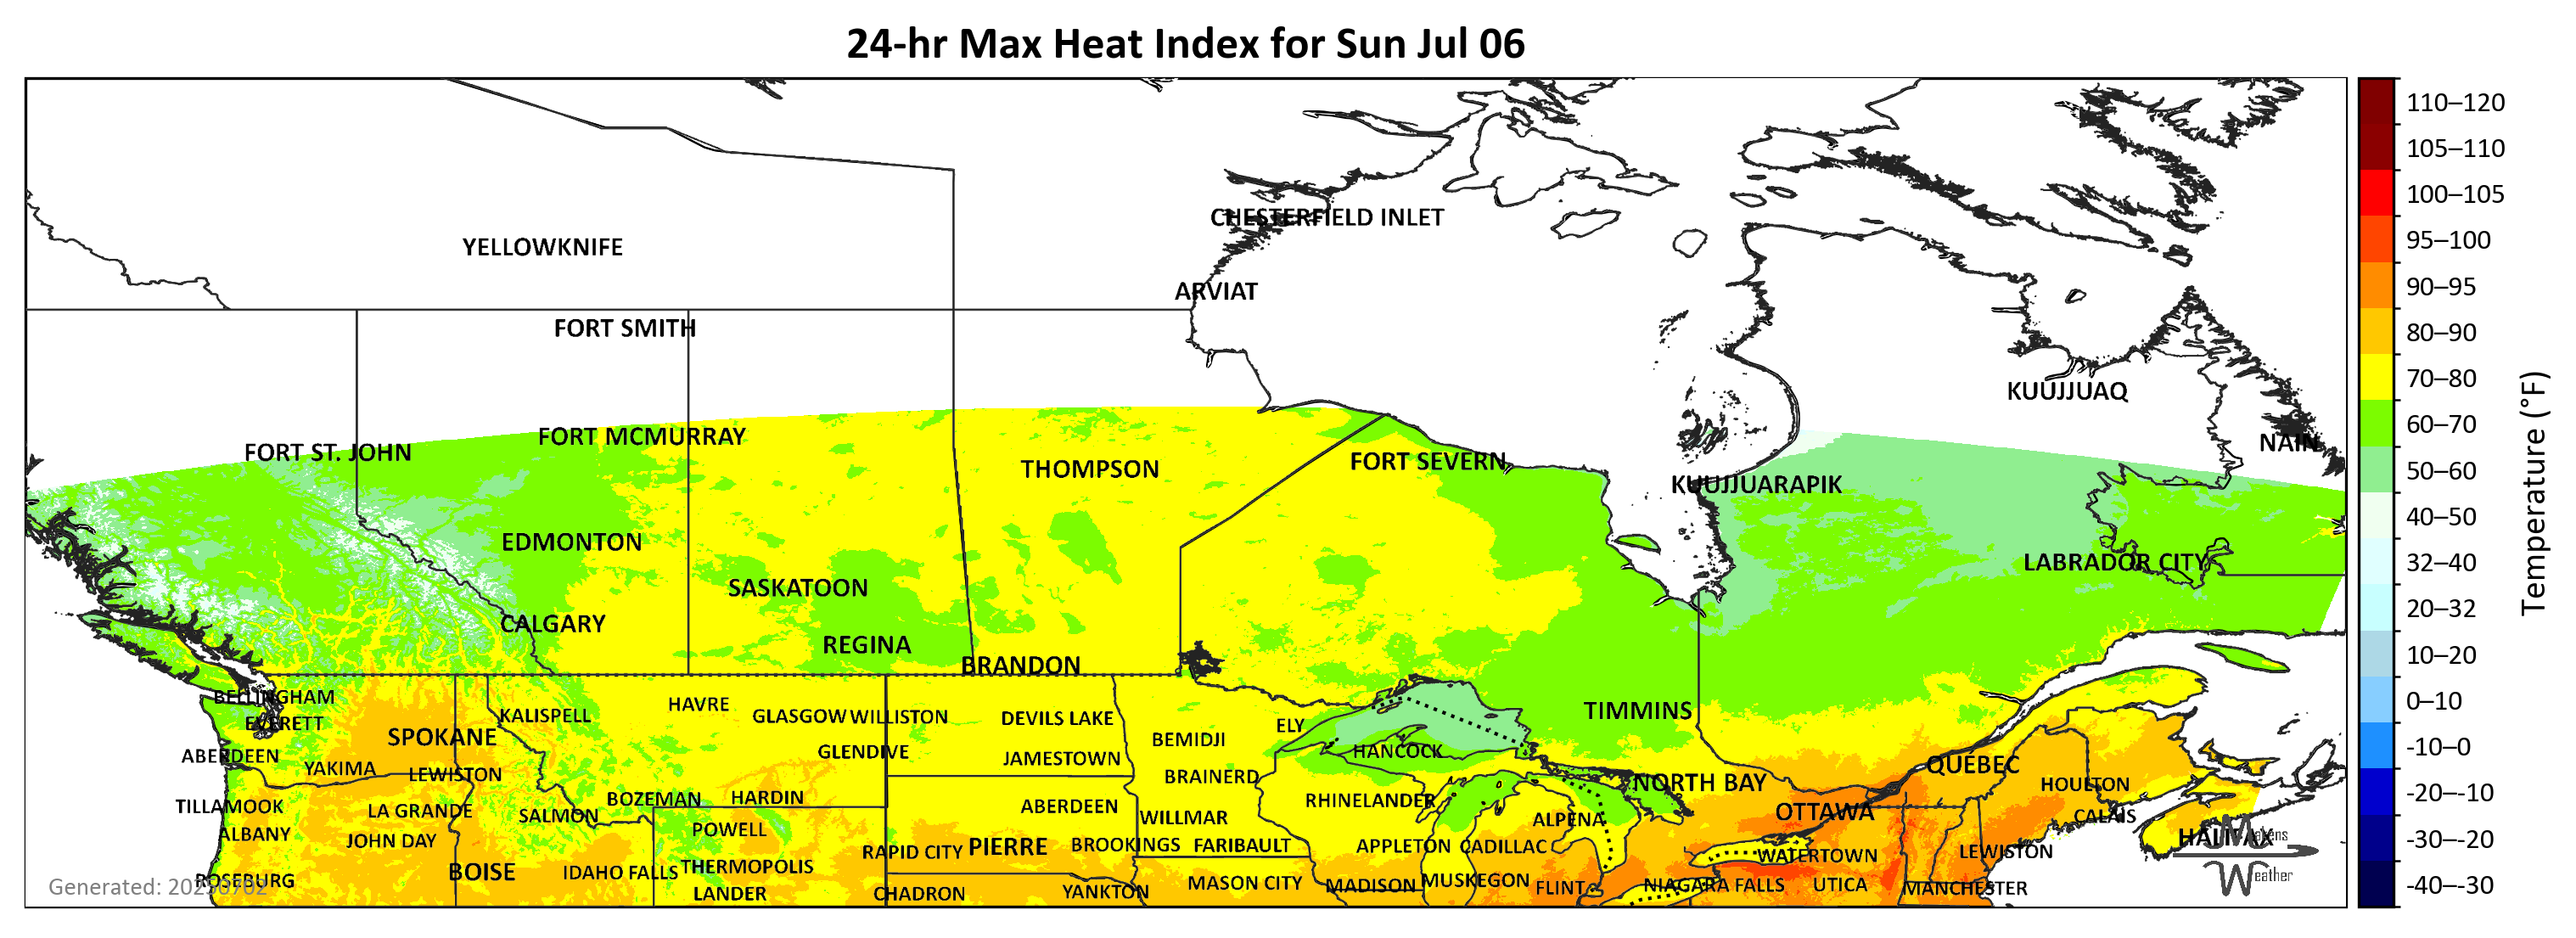 24-hr Max Heat Index for Sun Jul 06
110–120
105–110
CHESTERFIELD INLET
100–105
YELLOWKNIFE
95–100
ARVIAT
90–95
FORT SMITH
80–90
KUUJJUAQ
70–80
FORT MCMURRAY
60–70
FORT ST. JOHN
NAIN
THOMPSON
FORT SEVERN
50–60
KUUJJUARAPIK
40–50
EDMONTON
LABRADOR CITY
32–40
SASKATOON
20–32
CALGARY
REGINA
10–20
BRANDON
Temperature (°F)
BELLINGHAM
HAVRE
0–10
KALISPELL
GLASGOW
WILLISTON
DEVILS LAKE
TIMMINS
EVERETT
ELY
SPOKANE
BEMIDJI
-10–0
ABERDEEN
GLENDIVE
JAMESTOWN
HANCOCK
QUÉBEC
YAKIMA
LEWISTON
BRAINERD
NORTH BAY
HOULTON
-20–-10
TILLAMOOK
LA GRANDE
SALMON
BOZEMAN
HARDIN
ABERDEEN
RHINELANDER
OTTAWA
CALAIS
ALBANY
JOHN DAY
POWELL
WILLMAR
ALPENA
HALIFAX
Makens
-30–-20
RAPID CITY
PIERRE
BROOKINGS
FARIBAULT
APPLETON
CADILLAC
WATERTOWN
LEWISTON
BOISE
IDAHO FALLS
THERMOPOLIS
Weather
ROSEBURG
Generated: 20250702
LANDER
CHADRON
YANKTON
MASON CITY
MADISON
MUSKEGON
FLINT
NIAGARA FALLS
UTICA
MANCHESTER
-40–-30